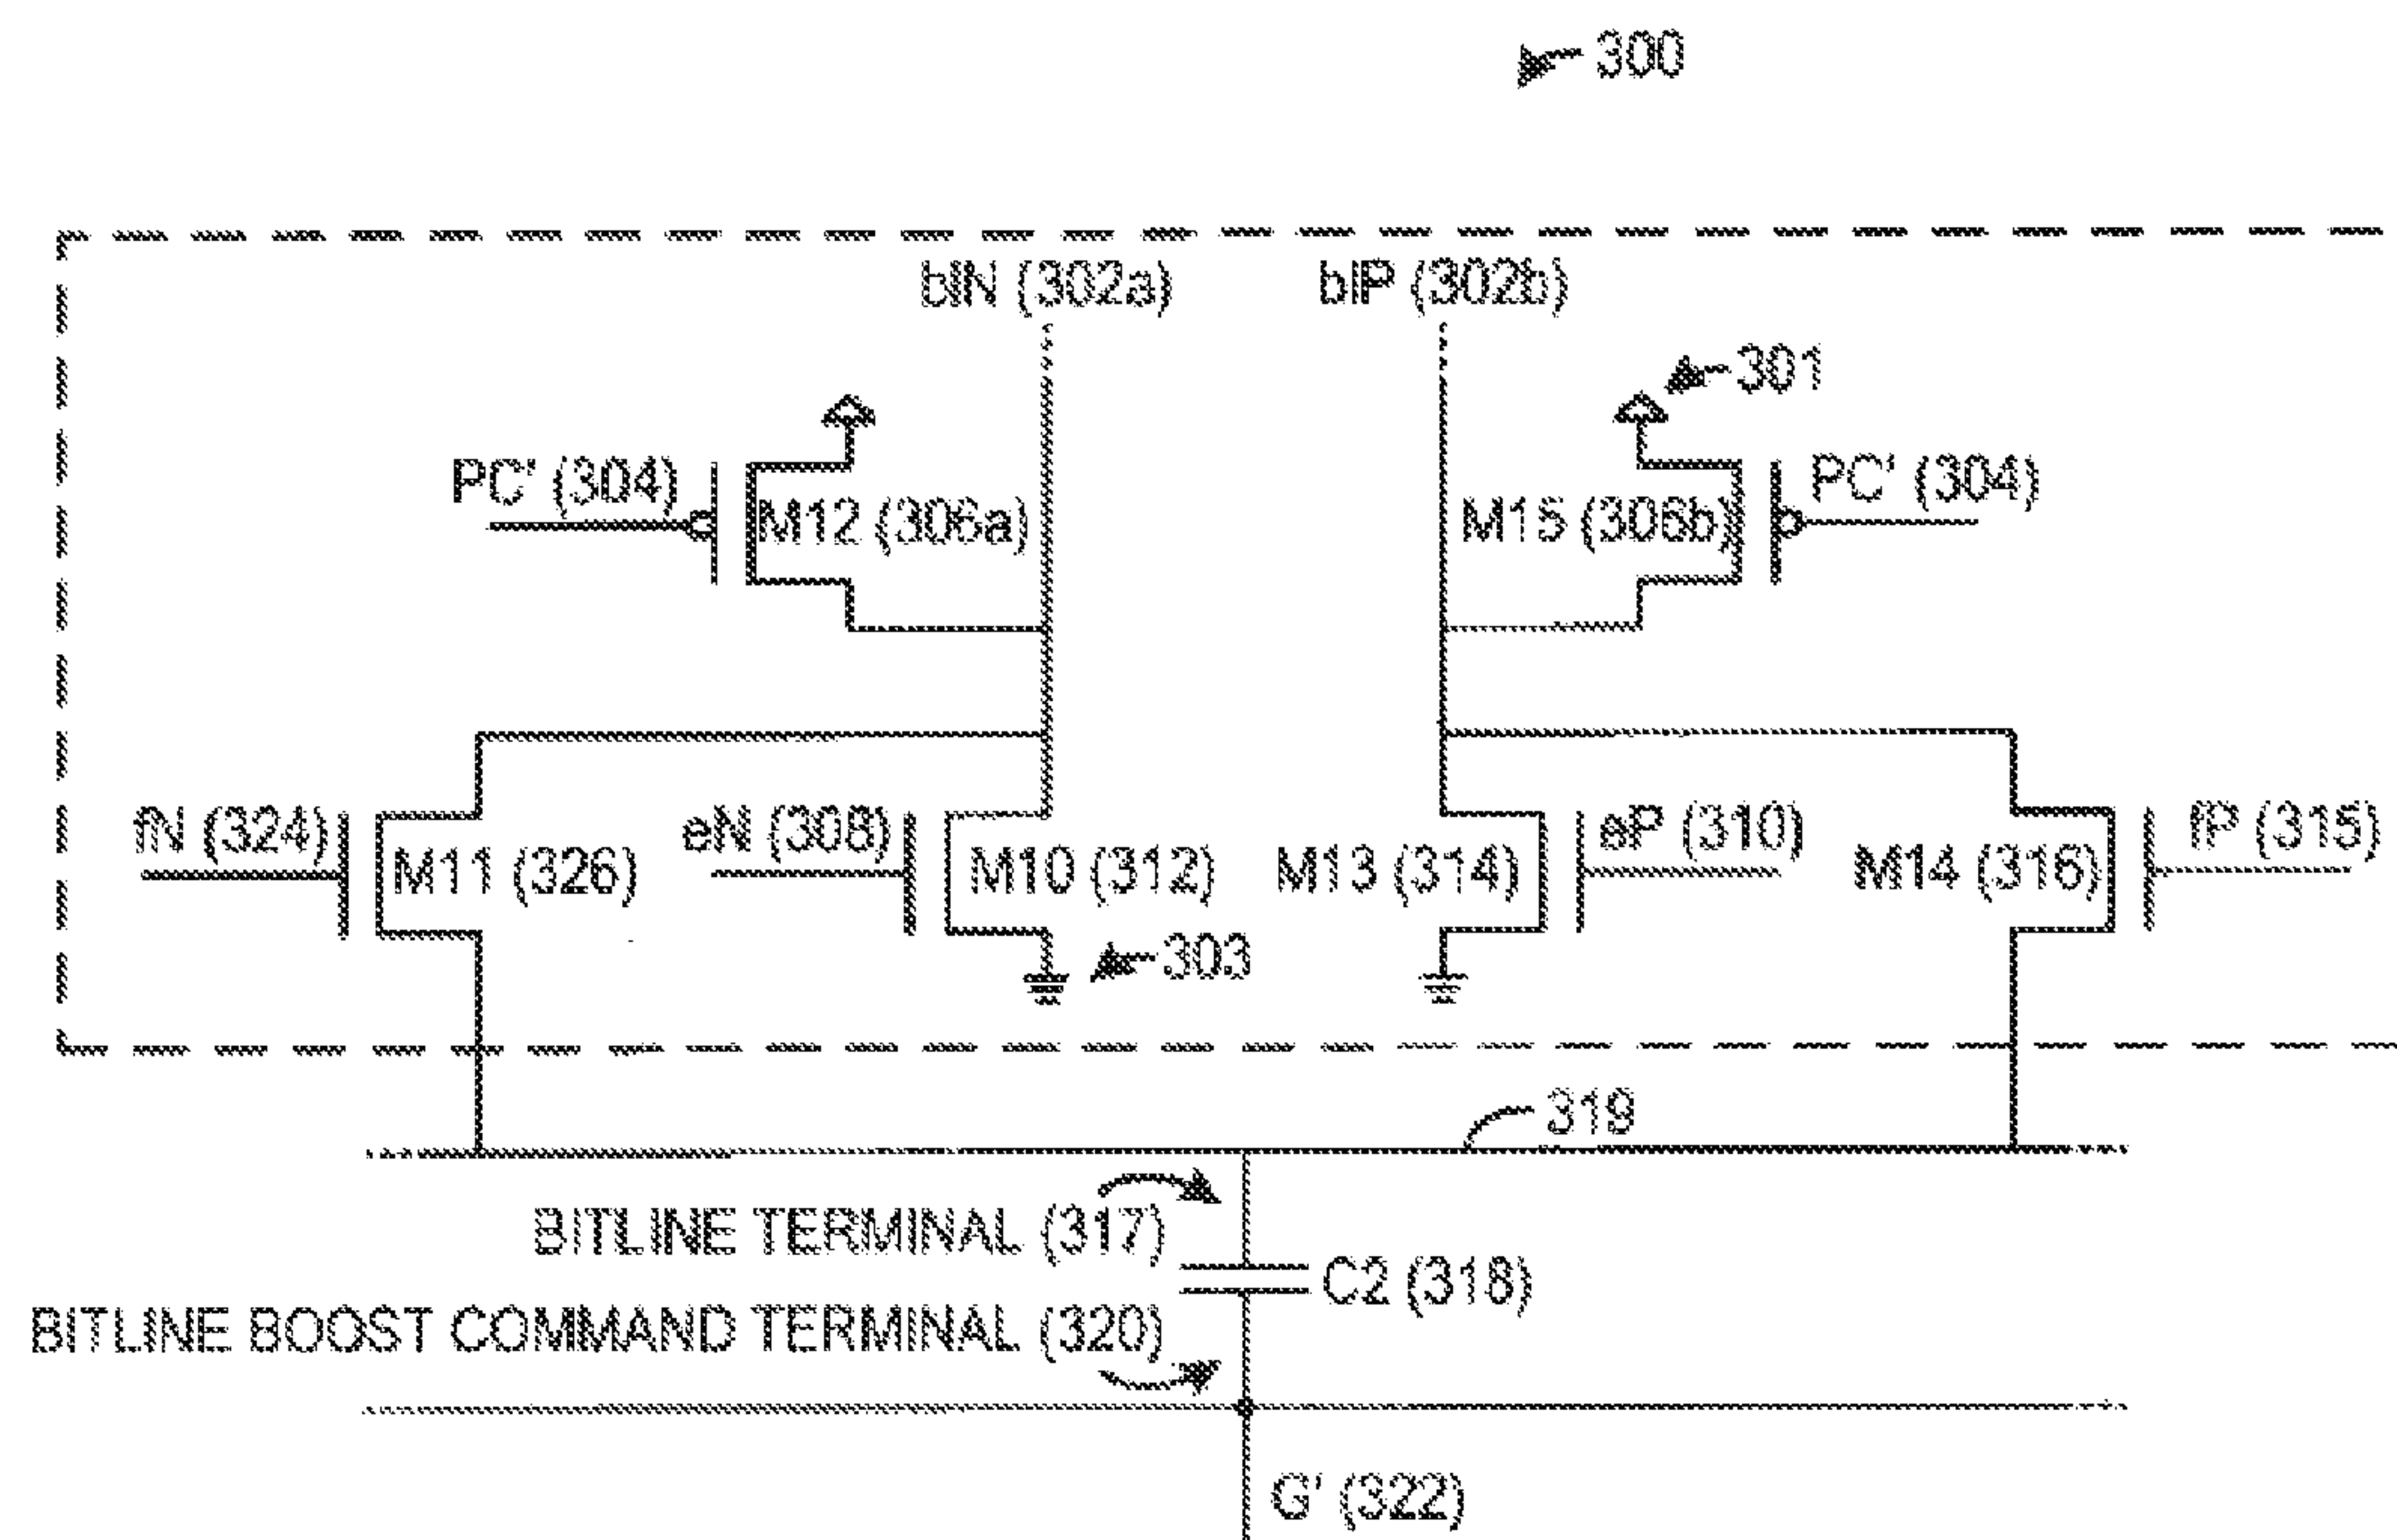 300
blN (302a)
blP (302b)
301
PC' (304)
M12 (306a)
M15 (306b)
PC' (304)
fN (324)
M11 (326)
eN (308)
M10 (312)
M13 (314)
eP (310)
M14 (316)
fP (315)
303
319
BITLINE TERMINAL (317)
C2 (318)
BITLINE BOOST COMMAND TERMINAL (320)
G' (322)